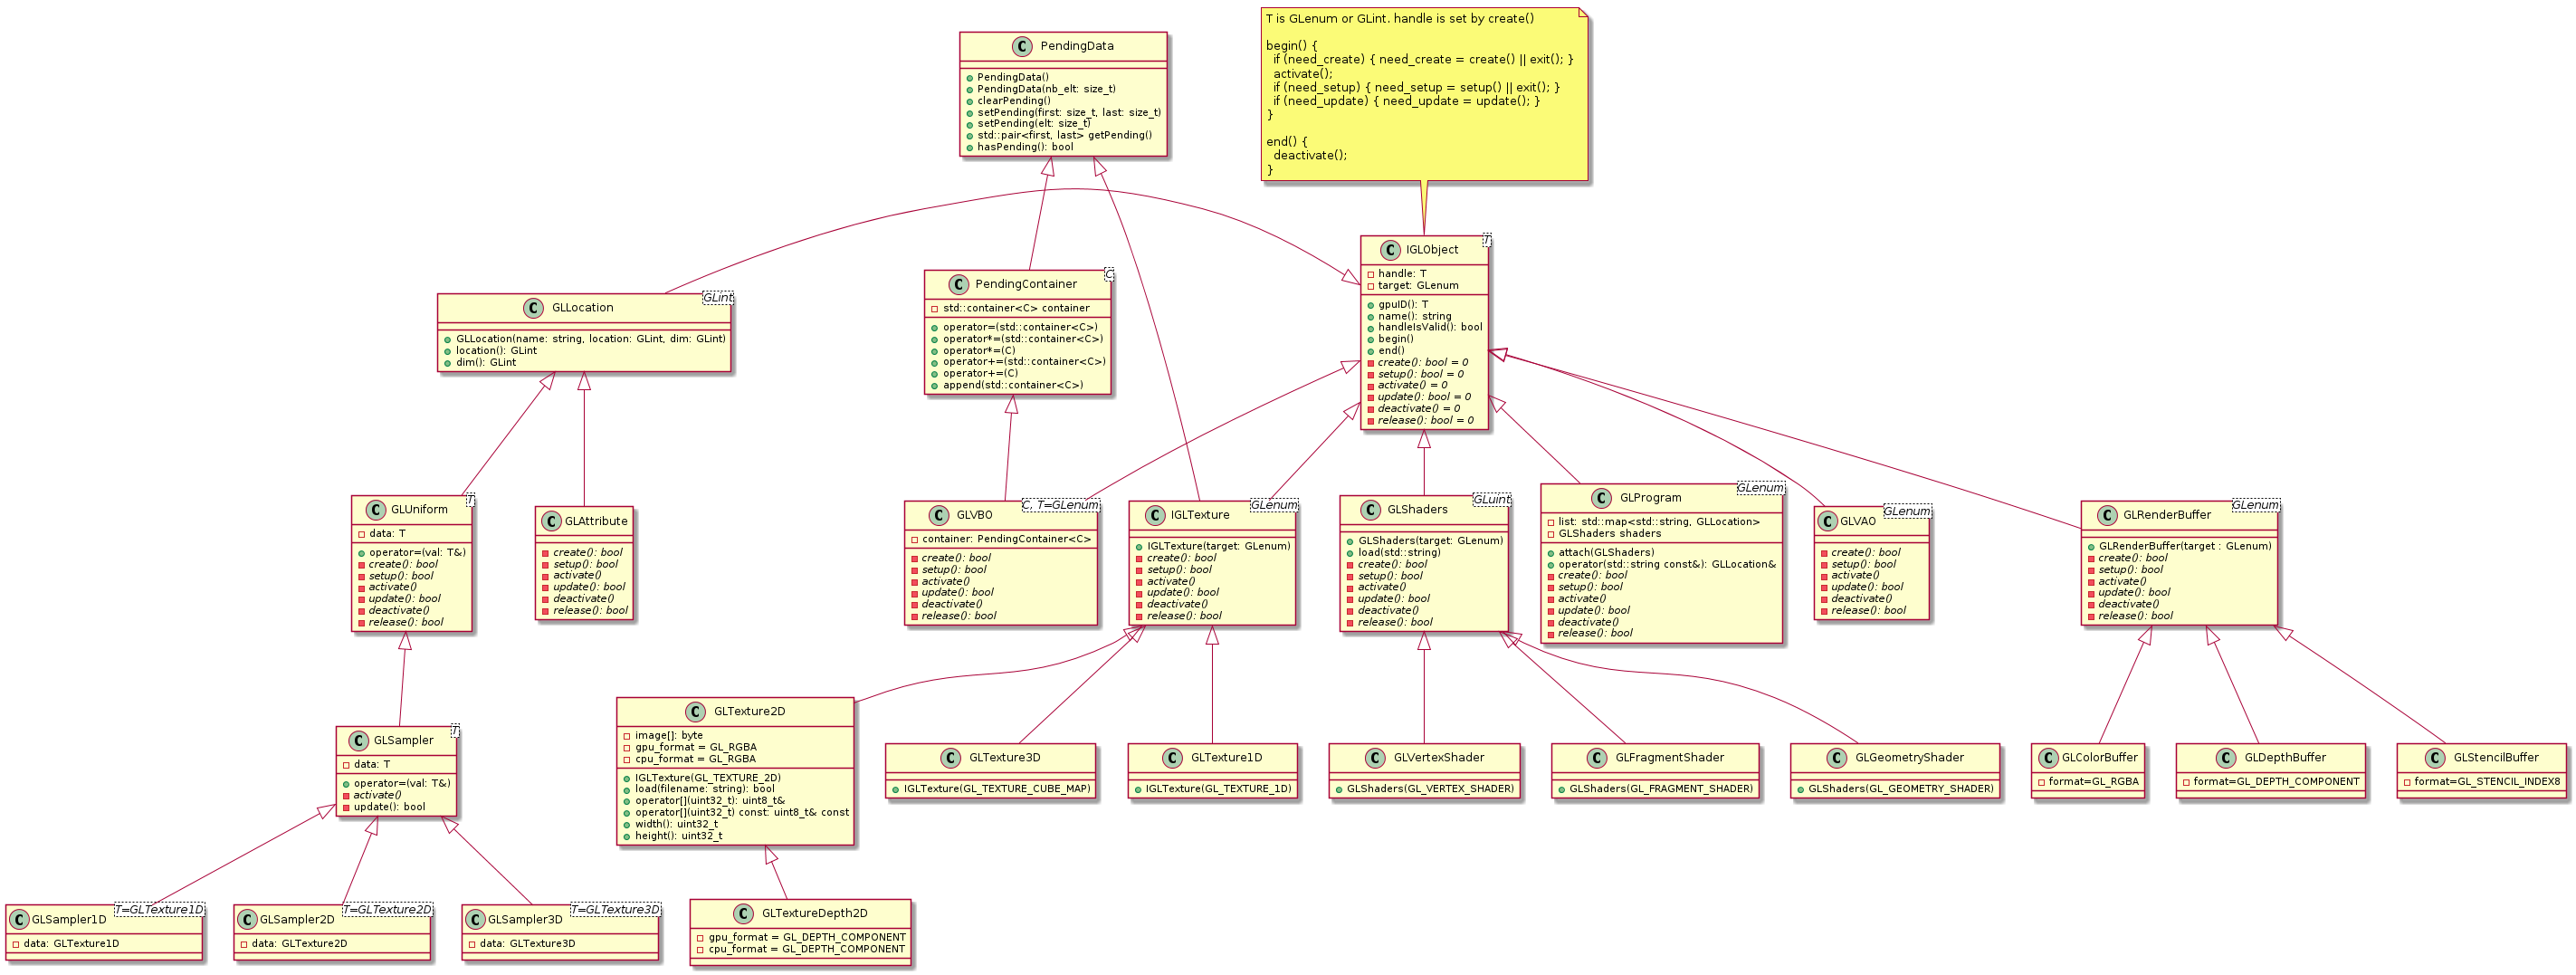 T is GLenum or GLint. handle is set by create()
begin() {
if (need_create) { need_create = create() || exit(); }
activate();
if (need_setup) { need_setup = setup() || exit(); }
if (need_update) { need_update = update(); }
}
end() {
deactivate();
}
C PendingData
PendingData()
PendingData(nb_elt: size_t)
clearPending()
setPending(first: size_t, last: size_t)
setPending(elt: size_t)
std::pair<first, last> getPending()
hasPending(): bool
C IGLObject T
handle: T
target: GLenum
gpuID(): T
name(): string
handleIsValid(): bool
begin()
end()
create(): bool = 0
setup(): bool = 0
activate() = 0
update(): bool = 0
deactivate() = 0
release(): bool = 0
C PendingContainer C
std::container<C> container
operator=(std::container<C>)
operator*=(std::container<C>)
operator*=(C)
operator+=(std::container<C>)
operator+=(C)
append(std::container<C>)
C GLLocation GLint
GLLocation(name: string, location: GLint, dim: GLint)
location(): GLint
dim(): GLint
C GLUniform T
data: T
operator=(val: T&)
create(): bool
setup(): bool
activate()
update(): bool
deactivate()
release(): bool
C GLAttribute
create(): bool
setup(): bool
activate()
update(): bool
deactivate()
release(): bool
C GLVBO C, T=GLenum
container: PendingContainer<C>
create(): bool
setup(): bool
activate()
update(): bool
deactivate()
release(): bool
C IGLTexture GLenum
IGLTexture(target: GLenum)
create(): bool
setup(): bool
activate()
update(): bool
deactivate()
release(): bool
C GLShaders GLuint
GLShaders(target: GLenum)
load(std::string)
create(): bool
setup(): bool
activate()
update(): bool
deactivate()
release(): bool
C GLProgram GLenum
list: std::map<std::string, GLLocation>
GLShaders shaders
attach(GLShaders)
operator(std::string const&): GLLocation&
create(): bool
setup(): bool
activate()
update(): bool
deactivate()
release(): bool
C GLVAO GLenum
create(): bool
setup(): bool
activate()
update(): bool
deactivate()
release(): bool
C GLRenderBuffer GLenum
GLRenderBuffer(target : GLenum)
create(): bool
setup(): bool
activate()
update(): bool
deactivate()
release(): bool
C GLSampler T
data: T
operator=(val: T&)
activate()
update(): bool
C GLTexture2D
image[]: byte
gpu_format = GL_RGBA
cpu_format = GL_RGBA
IGLTexture(GL_TEXTURE_2D)
load(filename: string): bool
operator[](uint32_t): uint8_t&
operator[](uint32_t) const: uint8_t& const
width(): uint32_t
height(): uint32_t
C GLTexture3D
IGLTexture(GL_TEXTURE_CUBE_MAP)
C GLTexture1D
IGLTexture(GL_TEXTURE_1D)
C GLVertexShader
GLShaders(GL_VERTEX_SHADER)
C GLFragmentShader
GLShaders(GL_FRAGMENT_SHADER)
C GLGeometryShader
GLShaders(GL_GEOMETRY_SHADER)
C GLColorBuffer
format=GL_RGBA
C GLDepthBuffer
format=GL_DEPTH_COMPONENT
C GLStencilBuffer
format=GL_STENCIL_INDEX8
C GLSampler1D T=GLTexture1D
data: GLTexture1D
C GLSampler2D T=GLTexture2D
data: GLTexture2D
C GLSampler3D T=GLTexture3D
data: GLTexture3D
C GLTextureDepth2D
gpu_format = GL_DEPTH_COMPONENT
cpu_format = GL_DEPTH_COMPONENT